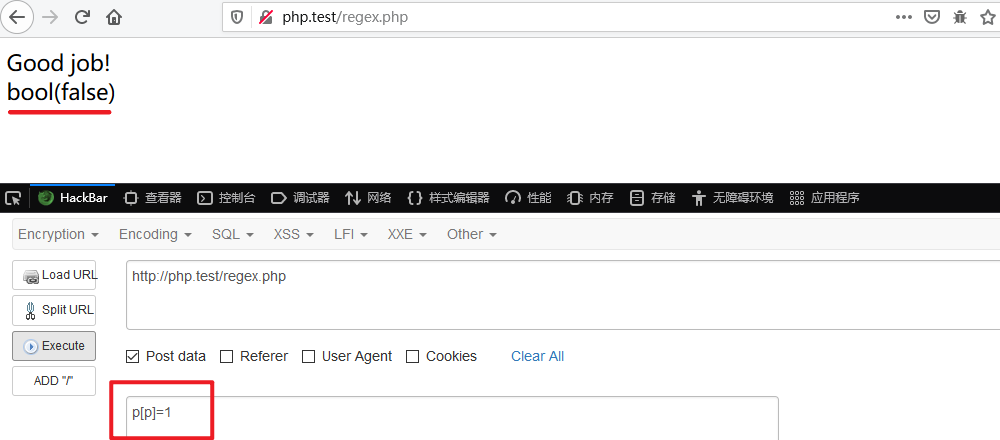 php.test/regex.php
Good job!
bool(false)
HackBar 查看器 控制台 调试器 网络 样式编辑器 性能 内存 存储 无障碍环境 应用程序
Encryption Encoding SQL XSS LFI XXE Other
Load URL
http://php.test/regex.php
Split URL
Execute
Post data Referer User Agent Cookies Clear All
ADD "/"
p[p]=1